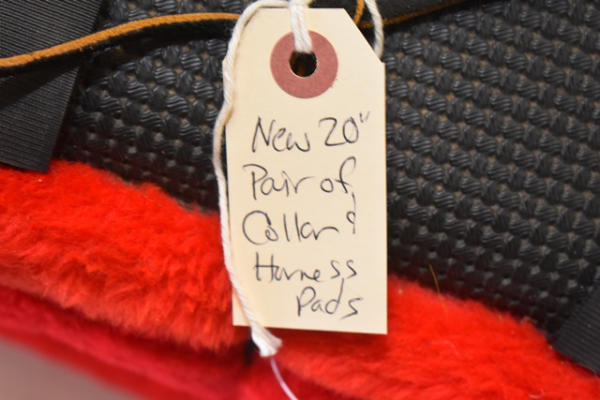 New 20"
Pair of
Collar &
Harness
Pads